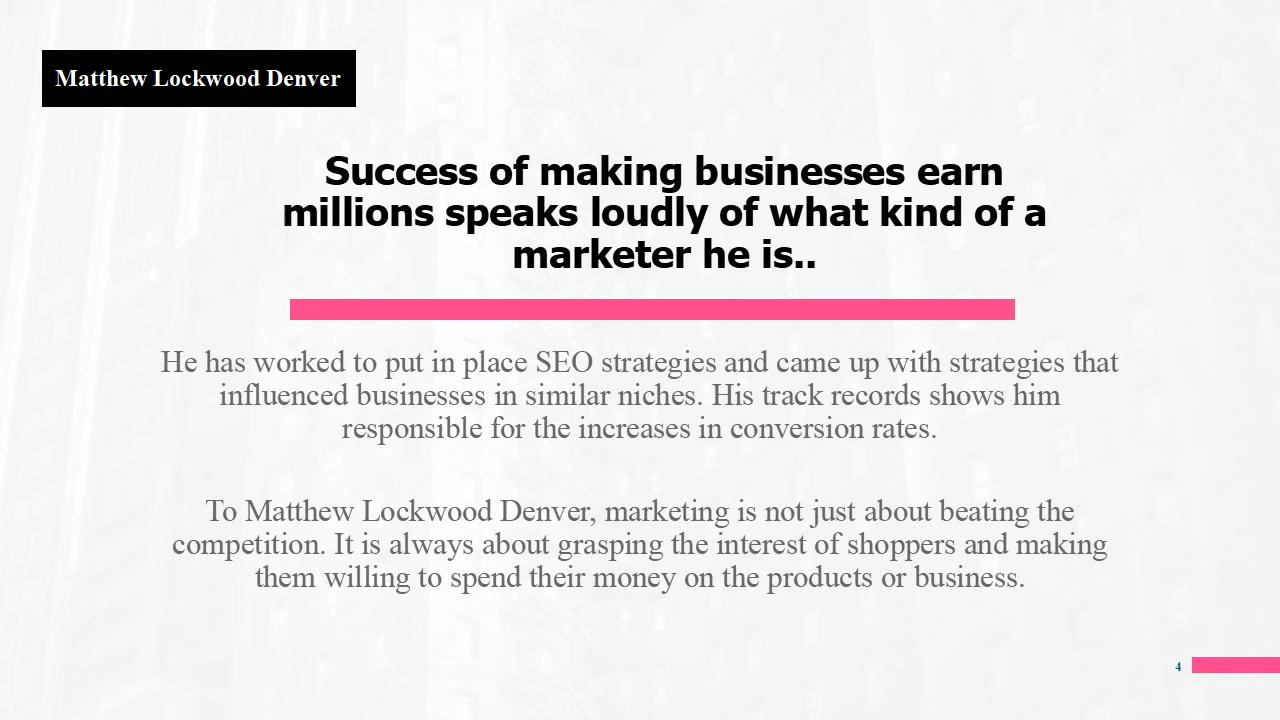 Matthew Lockwood Denver
Success of making businesses earn
millions speaks loudly of what kind of a
marketer he is..
He has worked to put in place SEO strategies and came up with strategies that
influenced businesses in similar niches. His track records shows him
responsible for the increases in conversion rates.
To Matthew Lockwood Denver, marketing is not just about beating the
competition. It is always about grasping the interest of shoppers and making
them willing to spend their money on the products or business.
4